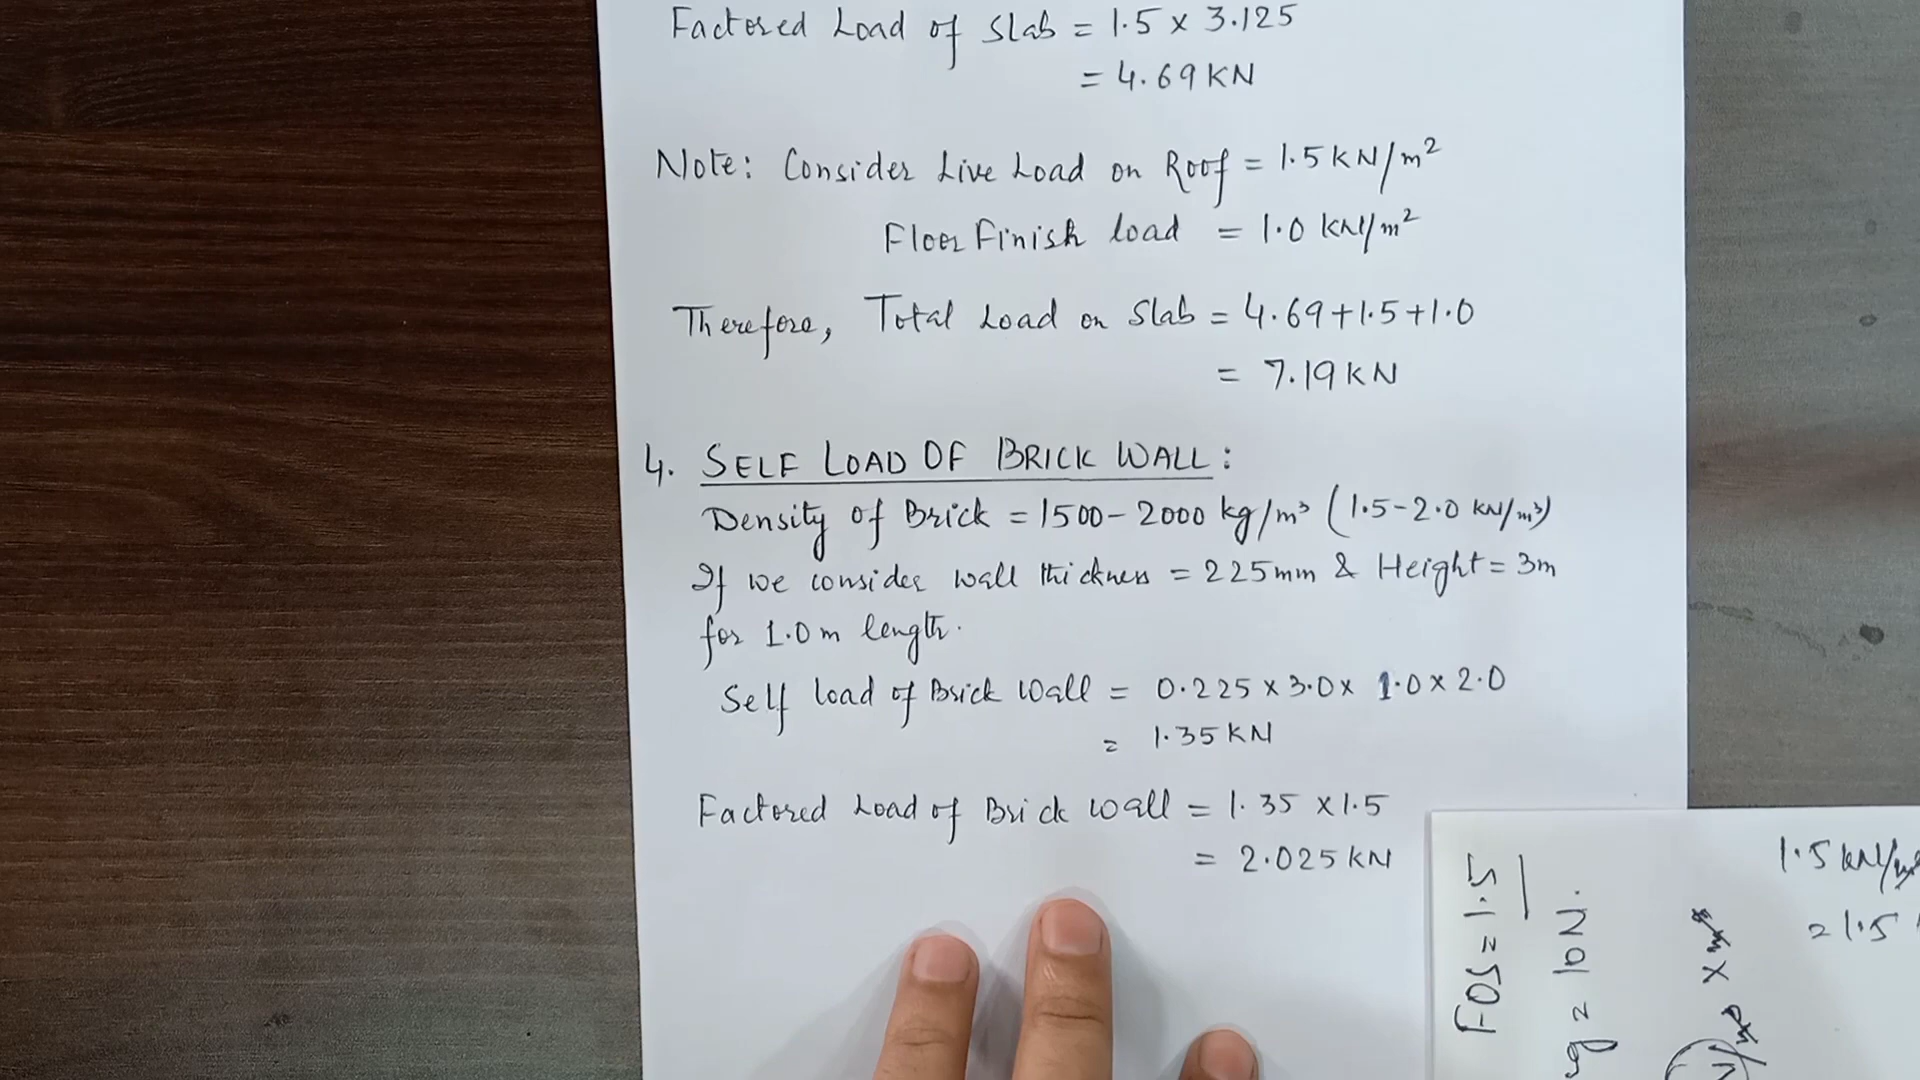 Factored Load of Slab = 1.5 x 3.125
= 4.69 KN
Note: Consider Live Load on Roof = 1.5 KN/m²
Floor Finish load = 1.0 KN/m²
Therefore, Total Load on Slab = 4.69+1.5+1.0
= 7.19 KN
4. SELF LOAD OF BRICK WALL:
Density of Brick = 1500-2000 kg/m³ (1.5-2.0 KN/m³)
If we consider wall thickness = 225mm & Height = 3m
for 1.0 m length.
Self load of Brick Wall = 0.225 x 3.0 x 1.0 x 2.0
= 1.35 KN
Factored Load of Brick wall = 1.35 x 1.5
= 2.025 KN
FOS = 1.5
= 10N.
1.5 KN/
= 1.5